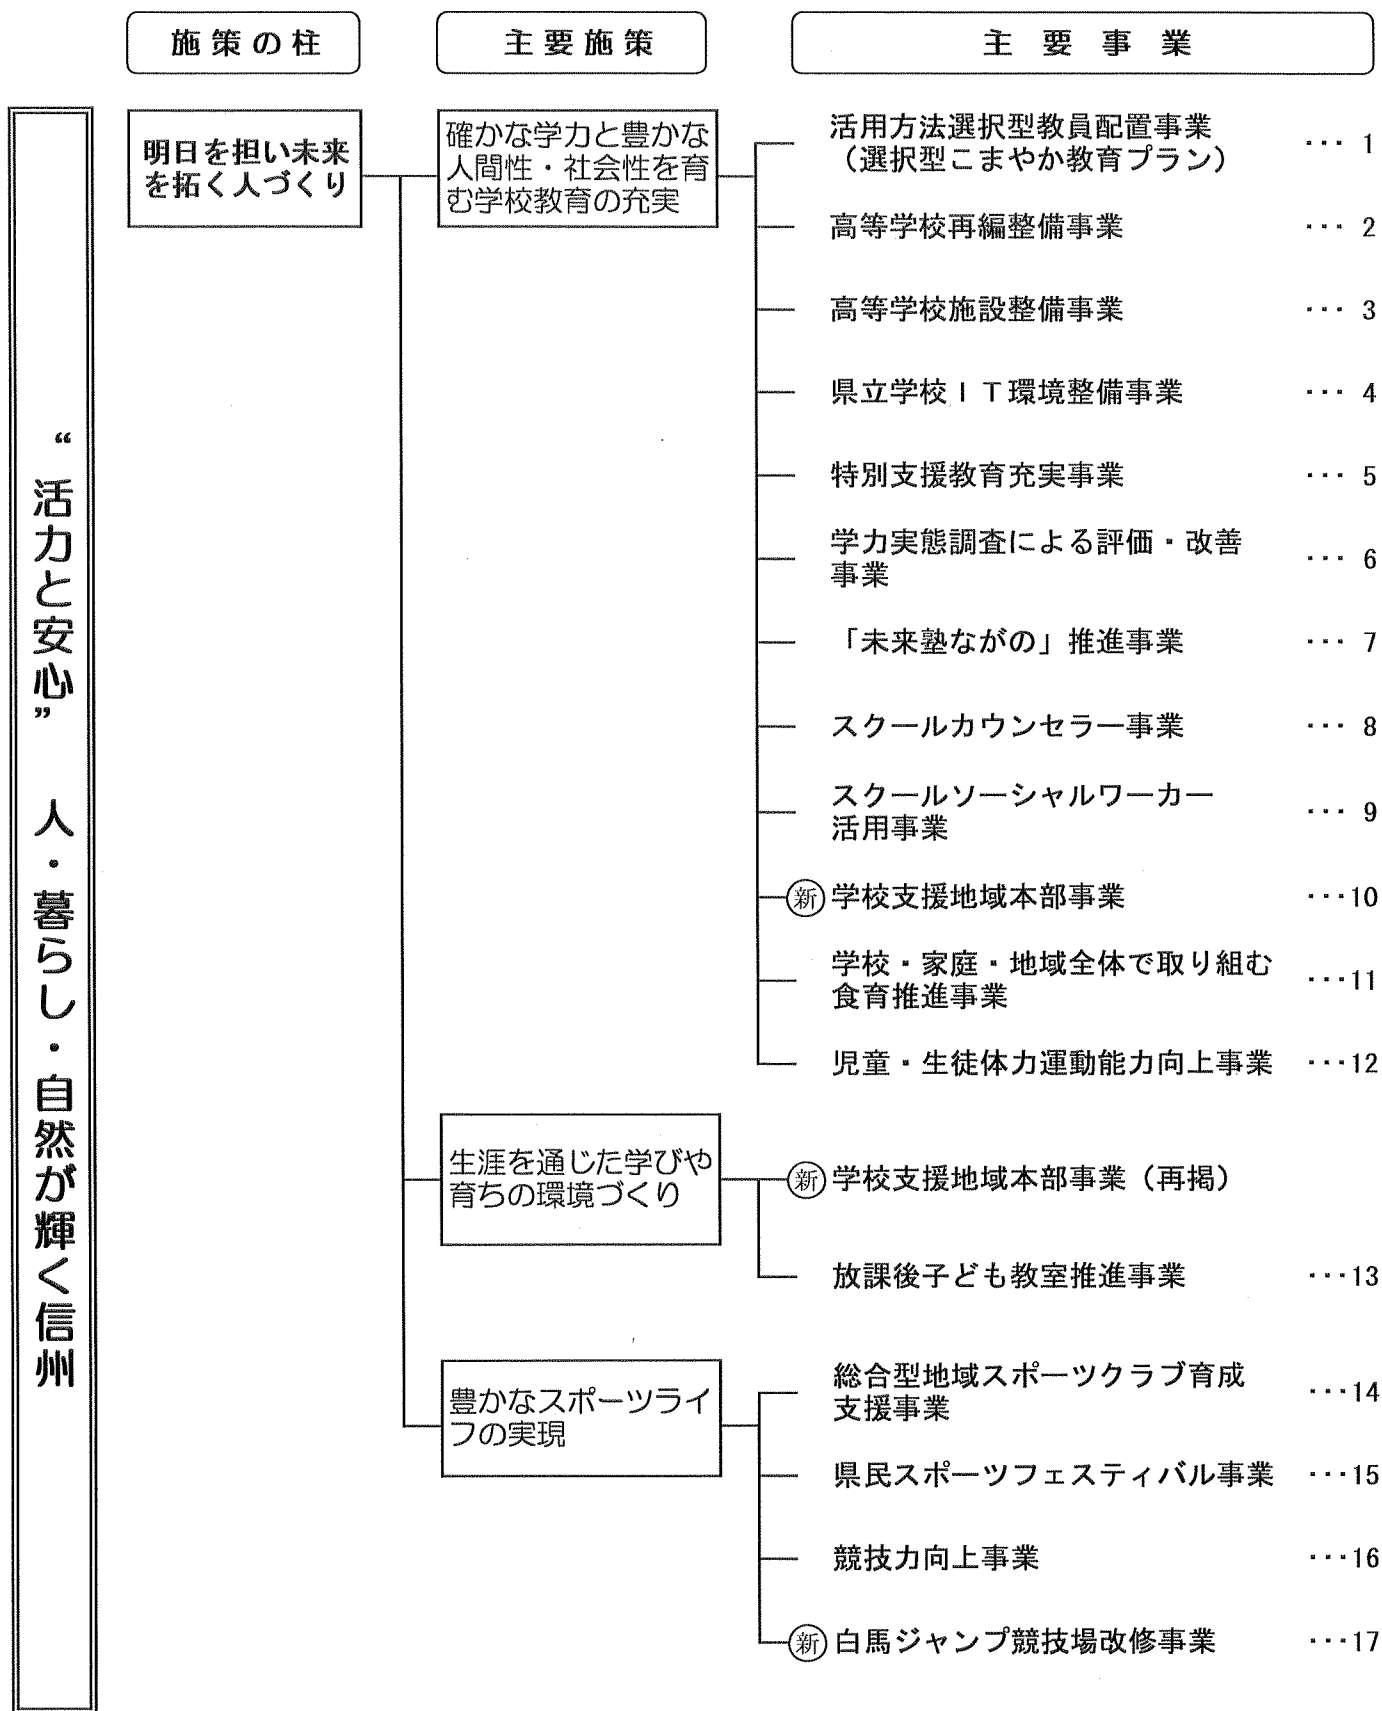 施策の柱
主要施策
主要事業
“活力と安心” 人・暮らし・自然が輝く信州
明日を担い未来
を拓く人づくり
確かな学力と豊かな
人間性・社会性を育
む学校教育の充実
活用方法選択型教員配置事業
（選択型こまやか教育プラン） ･･･ 1
高等学校再編整備事業 ･･･ 2
高等学校施設整備事業 ･･･ 3
県立学校ＩＴ環境整備事業 ･･･ 4
特別支援教育充実事業 ･･･ 5
学力実態調査による評価・改善
事業 ･･･ 6
「未来塾ながの」推進事業 ･･･ 7
スクールカウンセラー事業 ･･･ 8
スクールソーシャルワーカー
活用事業 ･･･ 9
新 学校支援地域本部事業 ･･･10
学校・家庭・地域全体で取り組む
食育推進事業 ･･･11
児童・生徒体力運動能力向上事業 ･･･12
生涯を通じた学びや
育ちの環境づくり
新 学校支援地域本部事業（再掲）
放課後子ども教室推進事業 ･･･13
豊かなスポーツライ
フの実現
総合型地域スポーツクラブ育成
支援事業 ･･･14
県民スポーツフェスティバル事業 ･･･15
競技力向上事業 ･･･16
新 白馬ジャンプ競技場改修事業 ･･･17